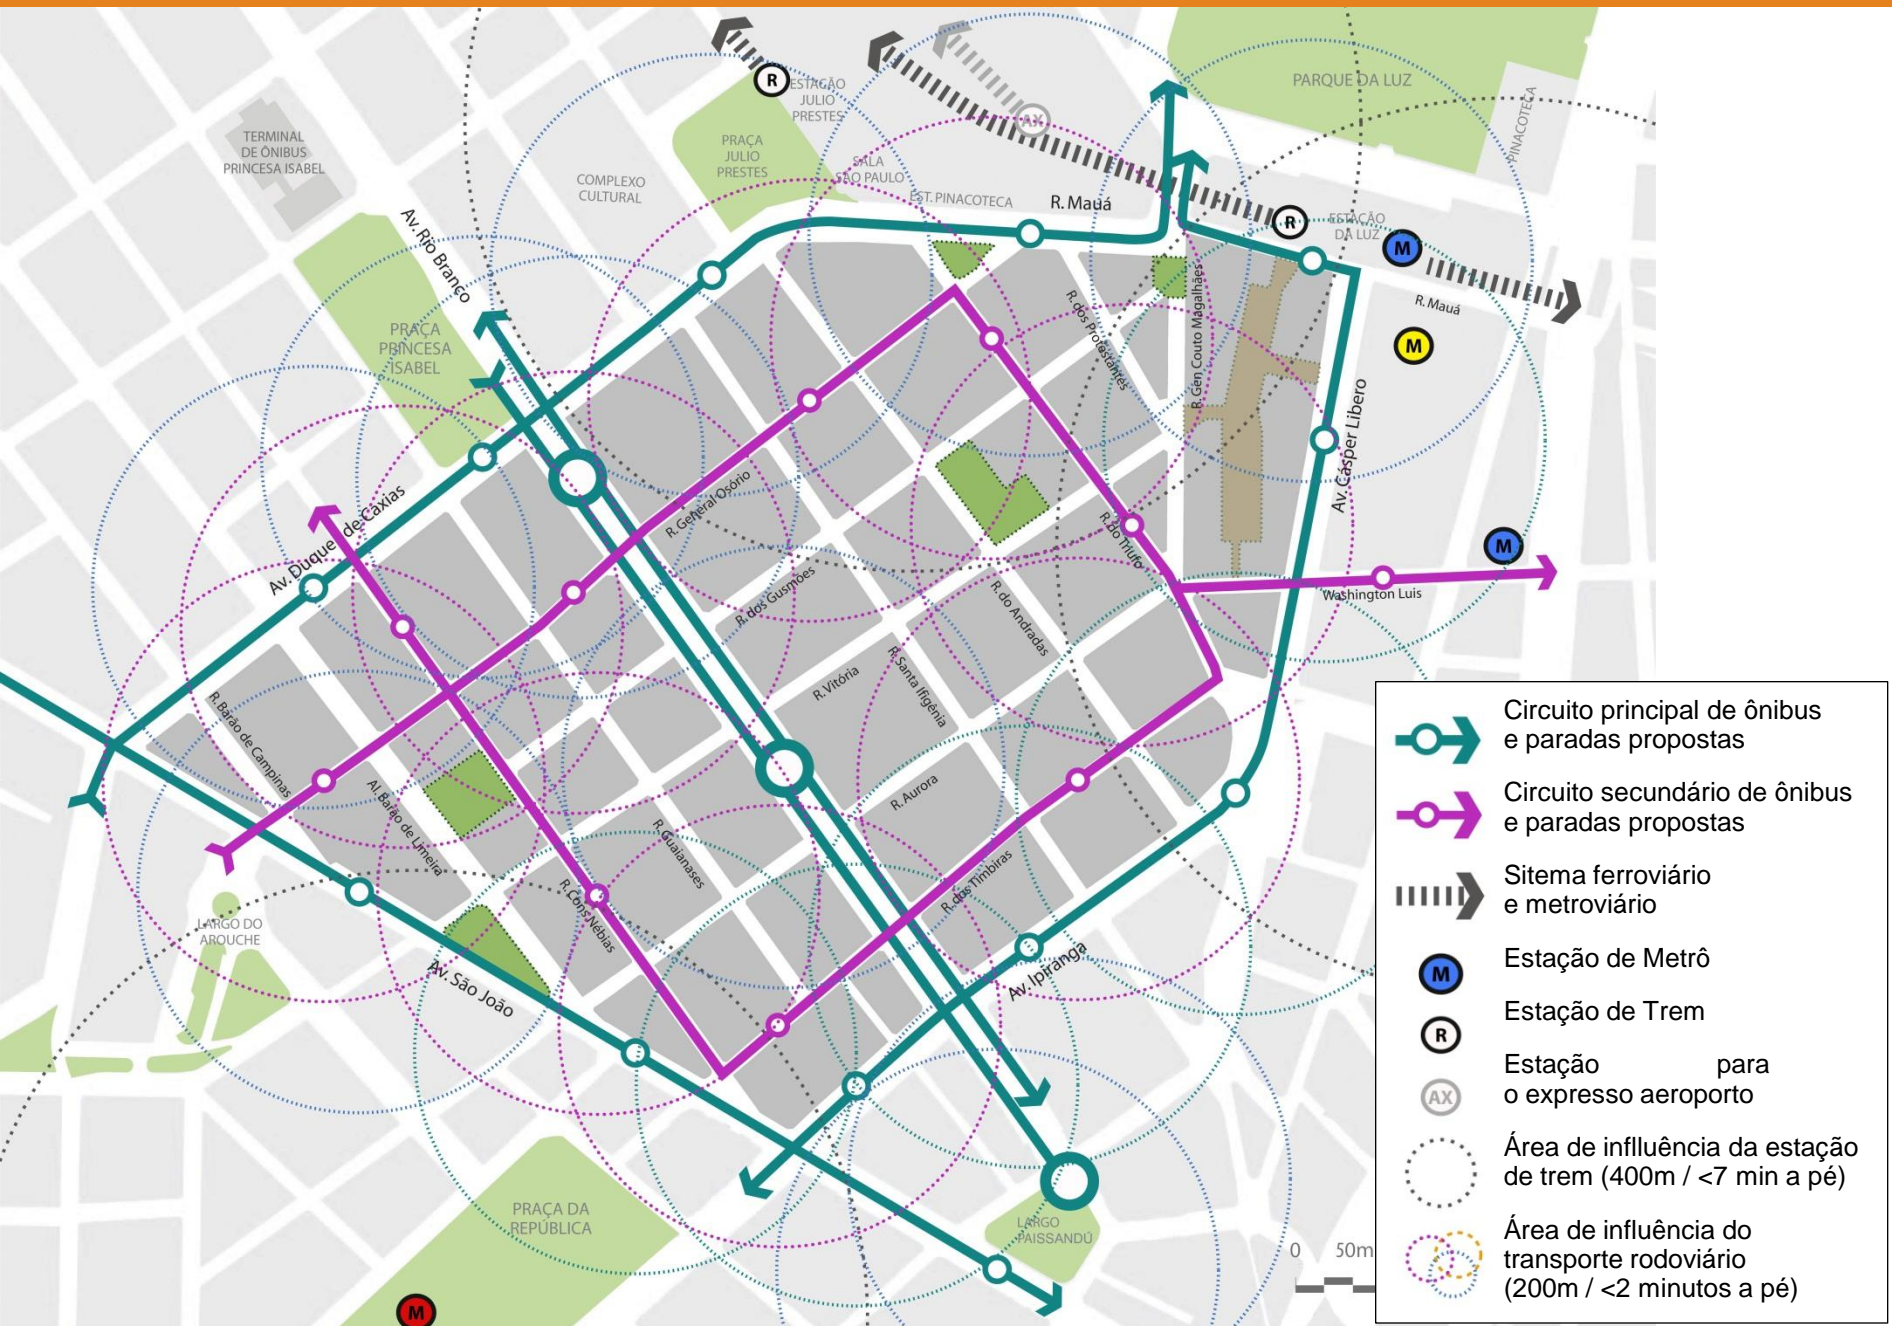 PARQUE DA LUZ
PINACOTECA
R
ESTAÇÃO
JULIO
PRESTES
AX
TERMINAL
DE ÔNIBUS
PRINCESA ISABEL
PRAÇA
JULIO
PRESTES
SALA
SÃO PAULO
COMPLEXO
CULTURAL
EST. PINACOTECA
R. Mauá
R
ESTAÇÃO
DA LUZ
M
Av. Rio Branco
R. Mauá
PRAÇA
PRINCESA
ISABEL
R. dos Protestantes
R. Gen Couto Magalhães
M
Av. Cásper Libero
Av. Duque de Caxias
R. General Osório
R. do Triufo
M
Washington Luis
R. dos Gusmões
R. do Andradas
R. Vitória
R. Santa Ifigênia
R. Barão de Campinas
Al. Barão de Limeira
R. Aurora
R. Guaianases
R. Cons Nébias
R. dos Timbiras
LARGO DO
AROUCHE
Av. São João
Av. Ipiranga
PRAÇA DA
REPÚBLICA
LARGO
PAISSANDÚ
M
0 50m
Circuito principal de ônibus
e paradas propostas
Circuito secundário de ônibus
e paradas propostas
Sitema ferroviário
e metroviário
M
Estação de Metrô
R
Estação de Trem
AX
Estação para
o expresso aeroporto
Área de inflluência da estação
de trem (400m / <7 min a pé)
Área de influência do
transporte rodoviário
(200m / <2 minutos a pé)